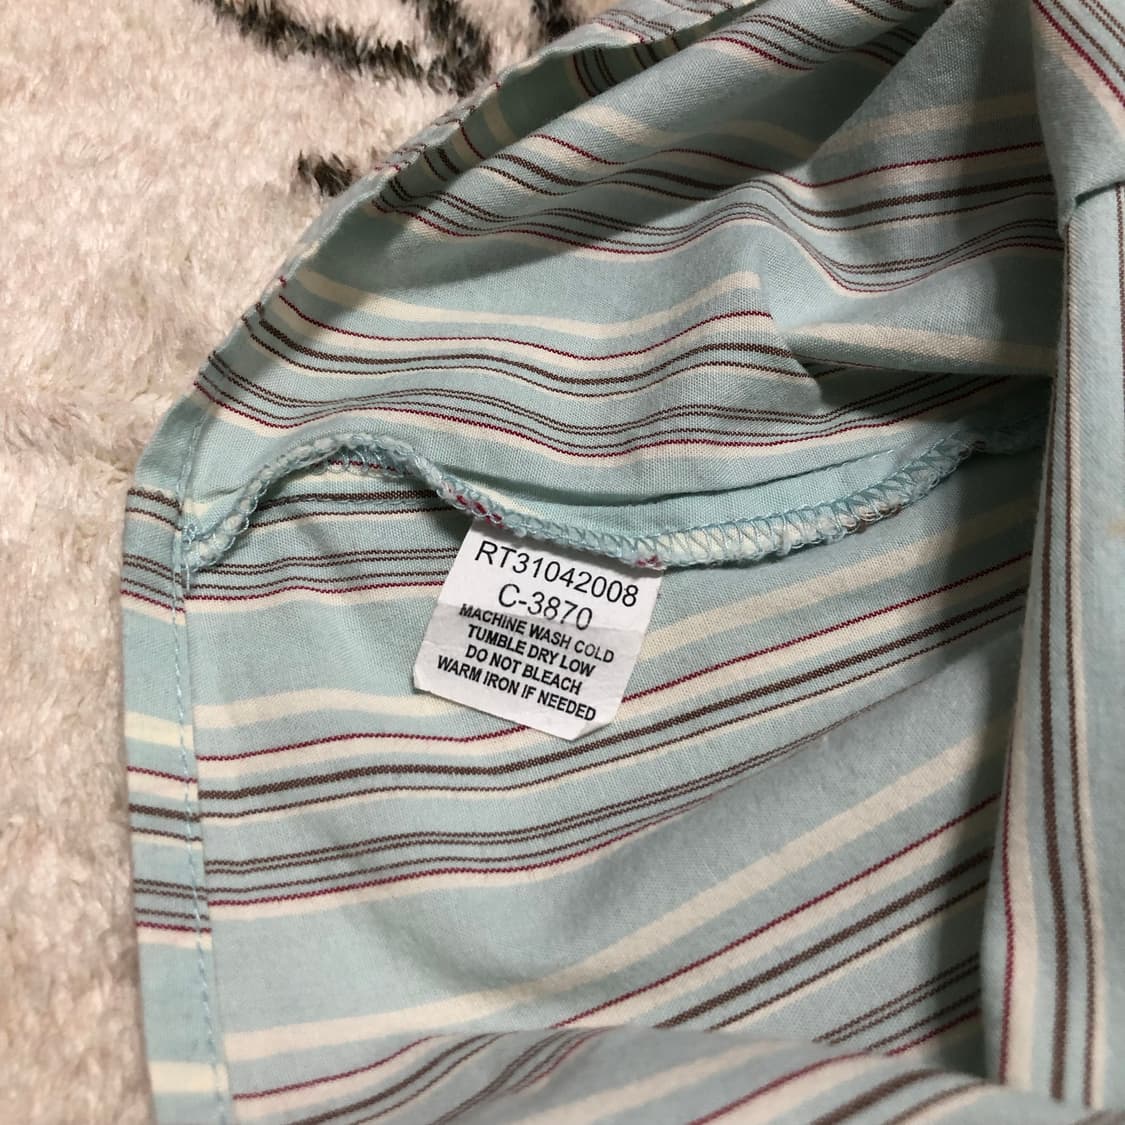 RT31042008
C-3870
MACHINE WASH COLD
TUMBLE DRY LOW
DO NOT BLEACH
WARM IRON IF NEEDED